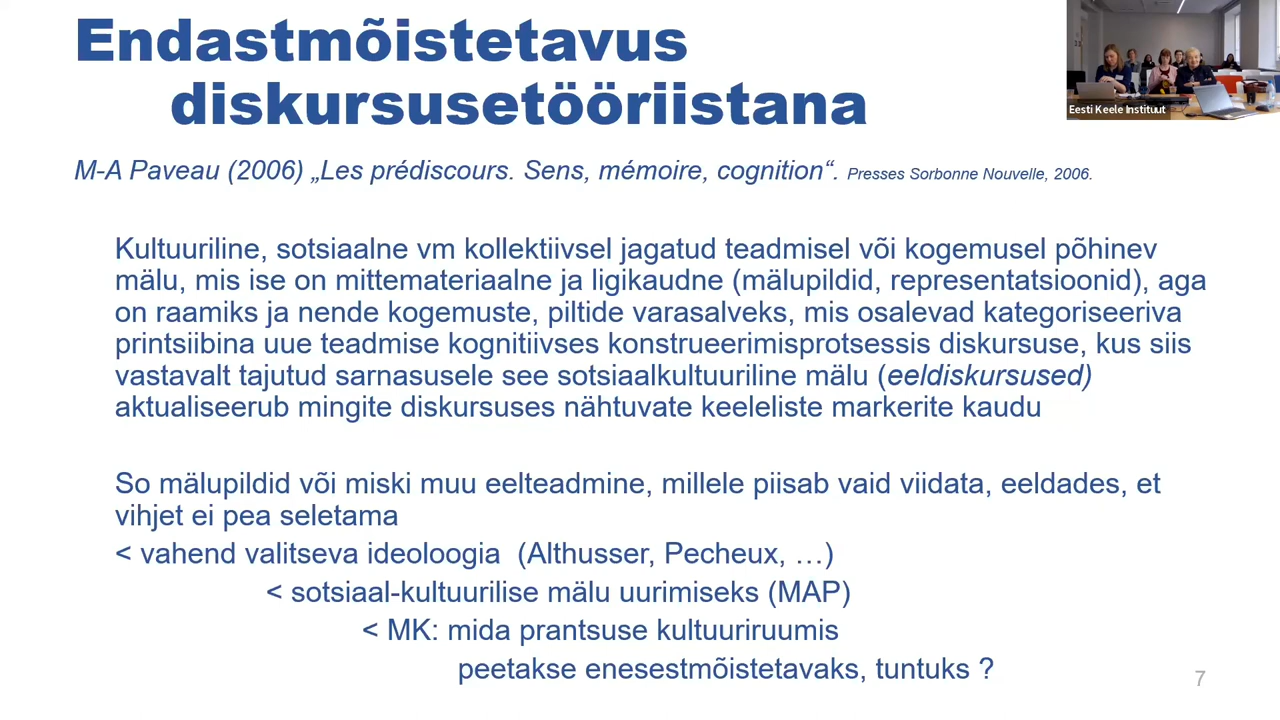 Endastmõistetavus
diskursusetööriistana
Eesti Keele Instituut
M-A Paveau (2006) „Les prédiscours. Sens, mémoire, cognition“. Presses Sorbonne Nouvelle, 2006.
Kultuuriline, sotsiaalne vm kollektiivsel jagatud teadmisel või kogemusel põhinev
mälu, mis ise on mittemateriaalne ja ligikaudne (mälupildid, representatsioonid), aga
on raamiks ja nende kogemuste, piltide varasalveks, mis osalevad kategoriseeriva
printsiibina uue teadmise kognitiivses konstrueerimisprotsessis diskursuse, kus siis
vastavalt tajutud sarnasusele see sotsiaalkultuuriline mälu (eeldiskursused)
aktualiseerub mingite diskursuses nähtuvate keeleliste markerite kaudu
So mälupildid või miski muu eelteadmine, millele piisab vaid viidata, eeldades, et
vihjet ei pea seletama
< vahend valitseva ideoloogia (Althusser, Pecheux, …)
< sotsiaal-kultuurilise mälu uurimiseks (MAP)
< MK: mida prantsuse kultuuriruumis
peetakse enesestmõistetavaks, tuntuks ?
7